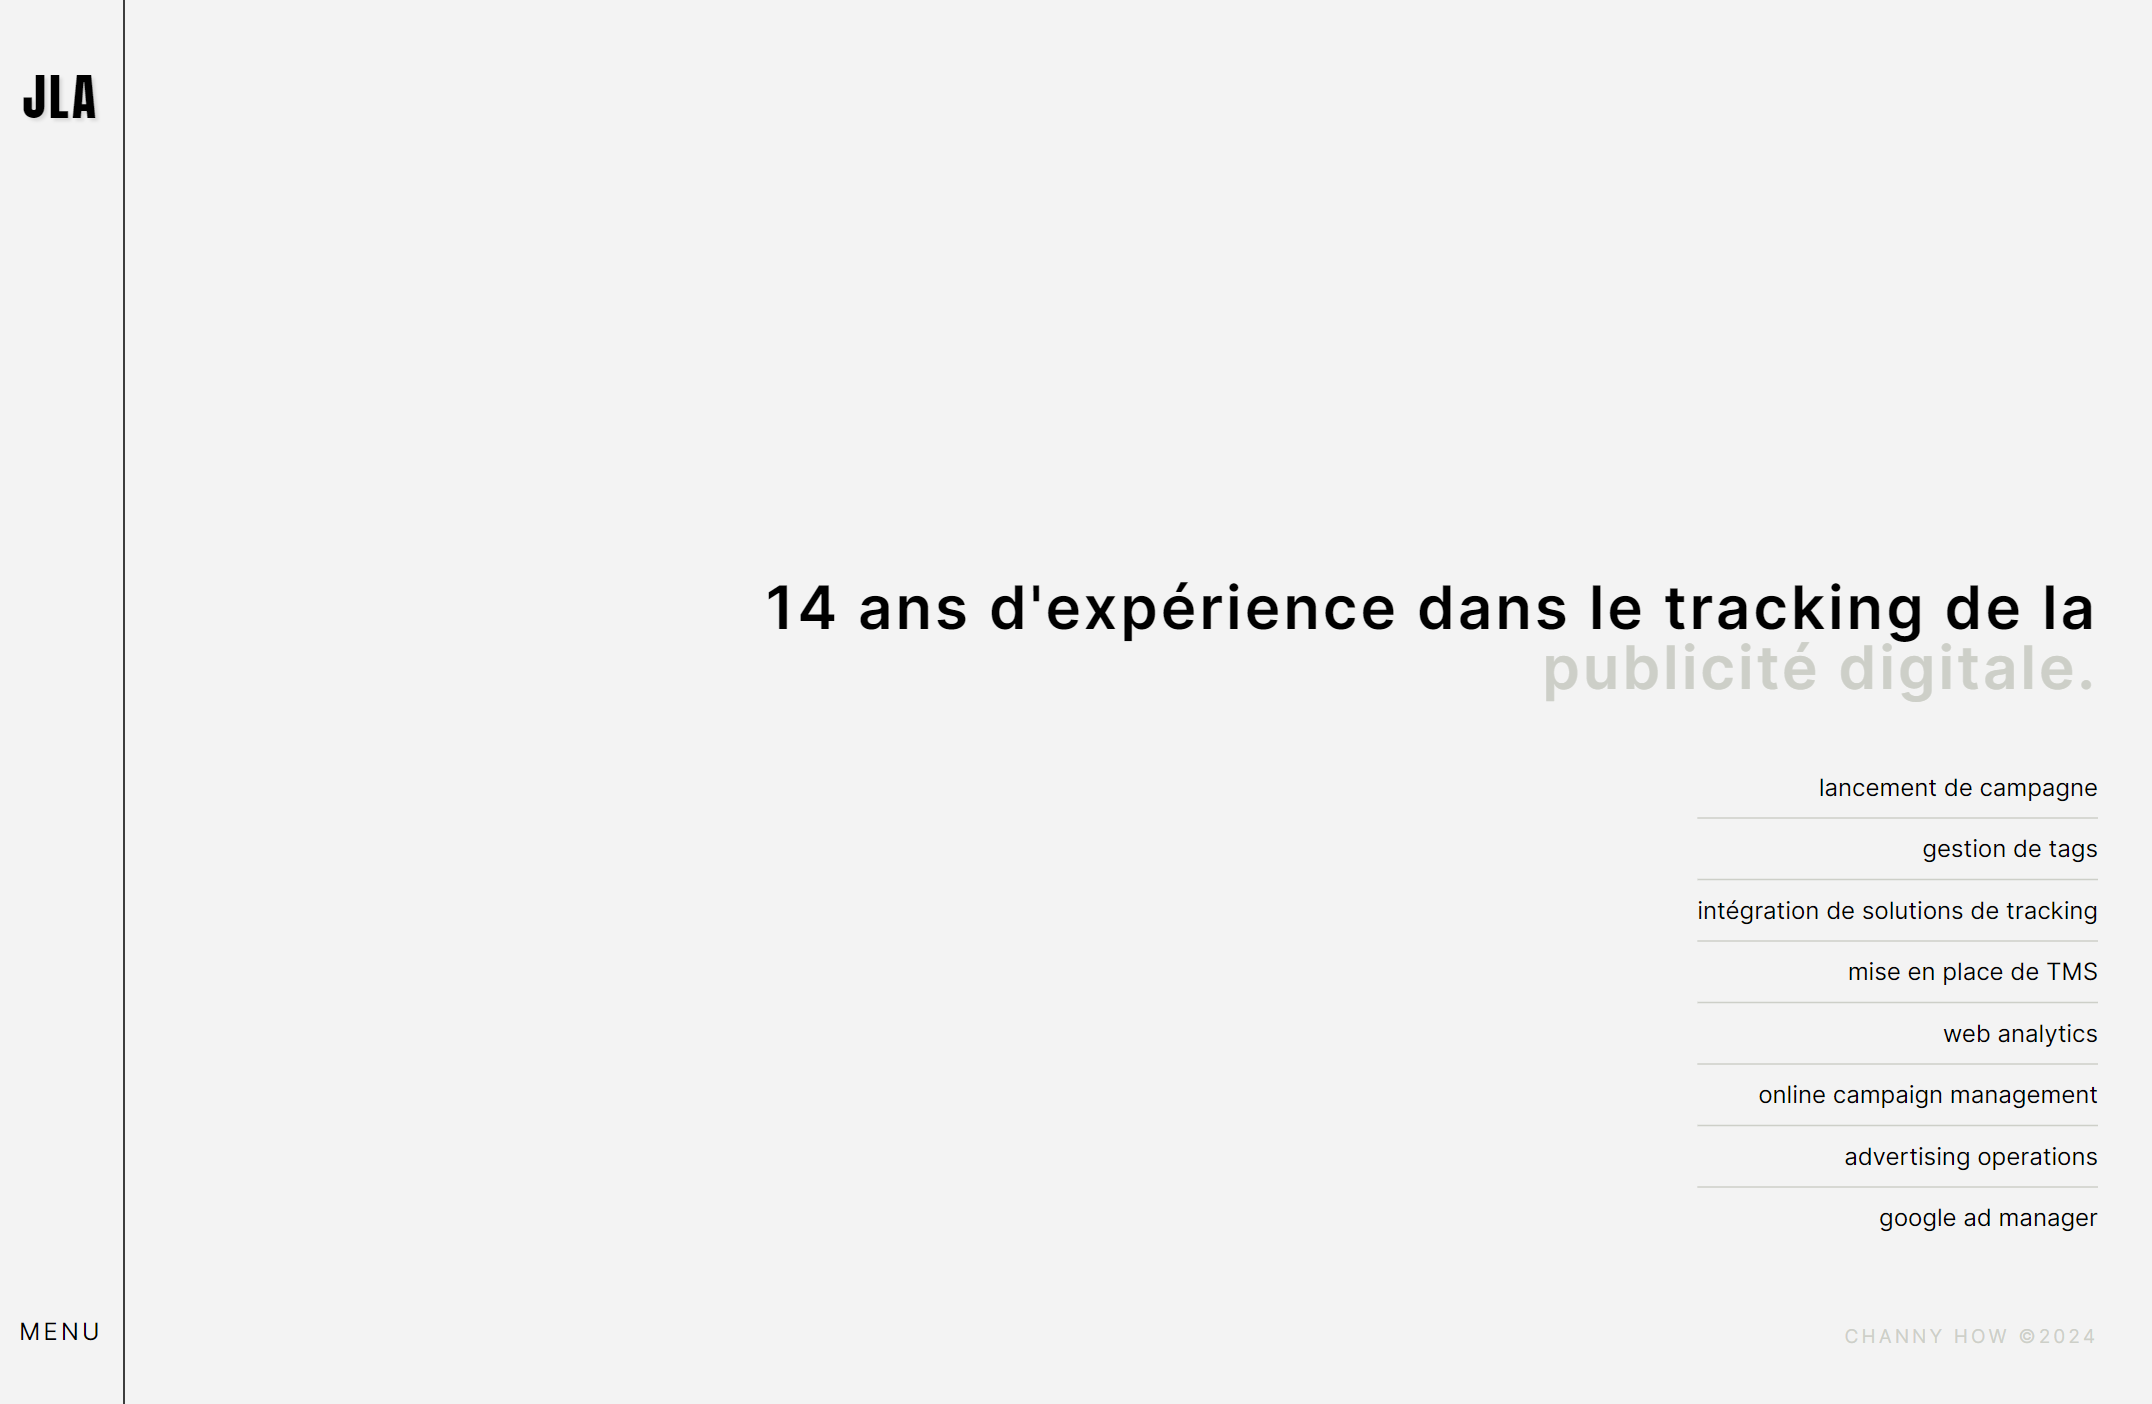 JLA
14 ans d'expérience dans le tracking de la
publicité digitale.
lancement de campagne
gestion de tags
intégration de solutions de tracking
mise en place de TMS
web analytics
online campaign management
advertising operations
google ad manager
MENU
CHANNY HOW ©2024